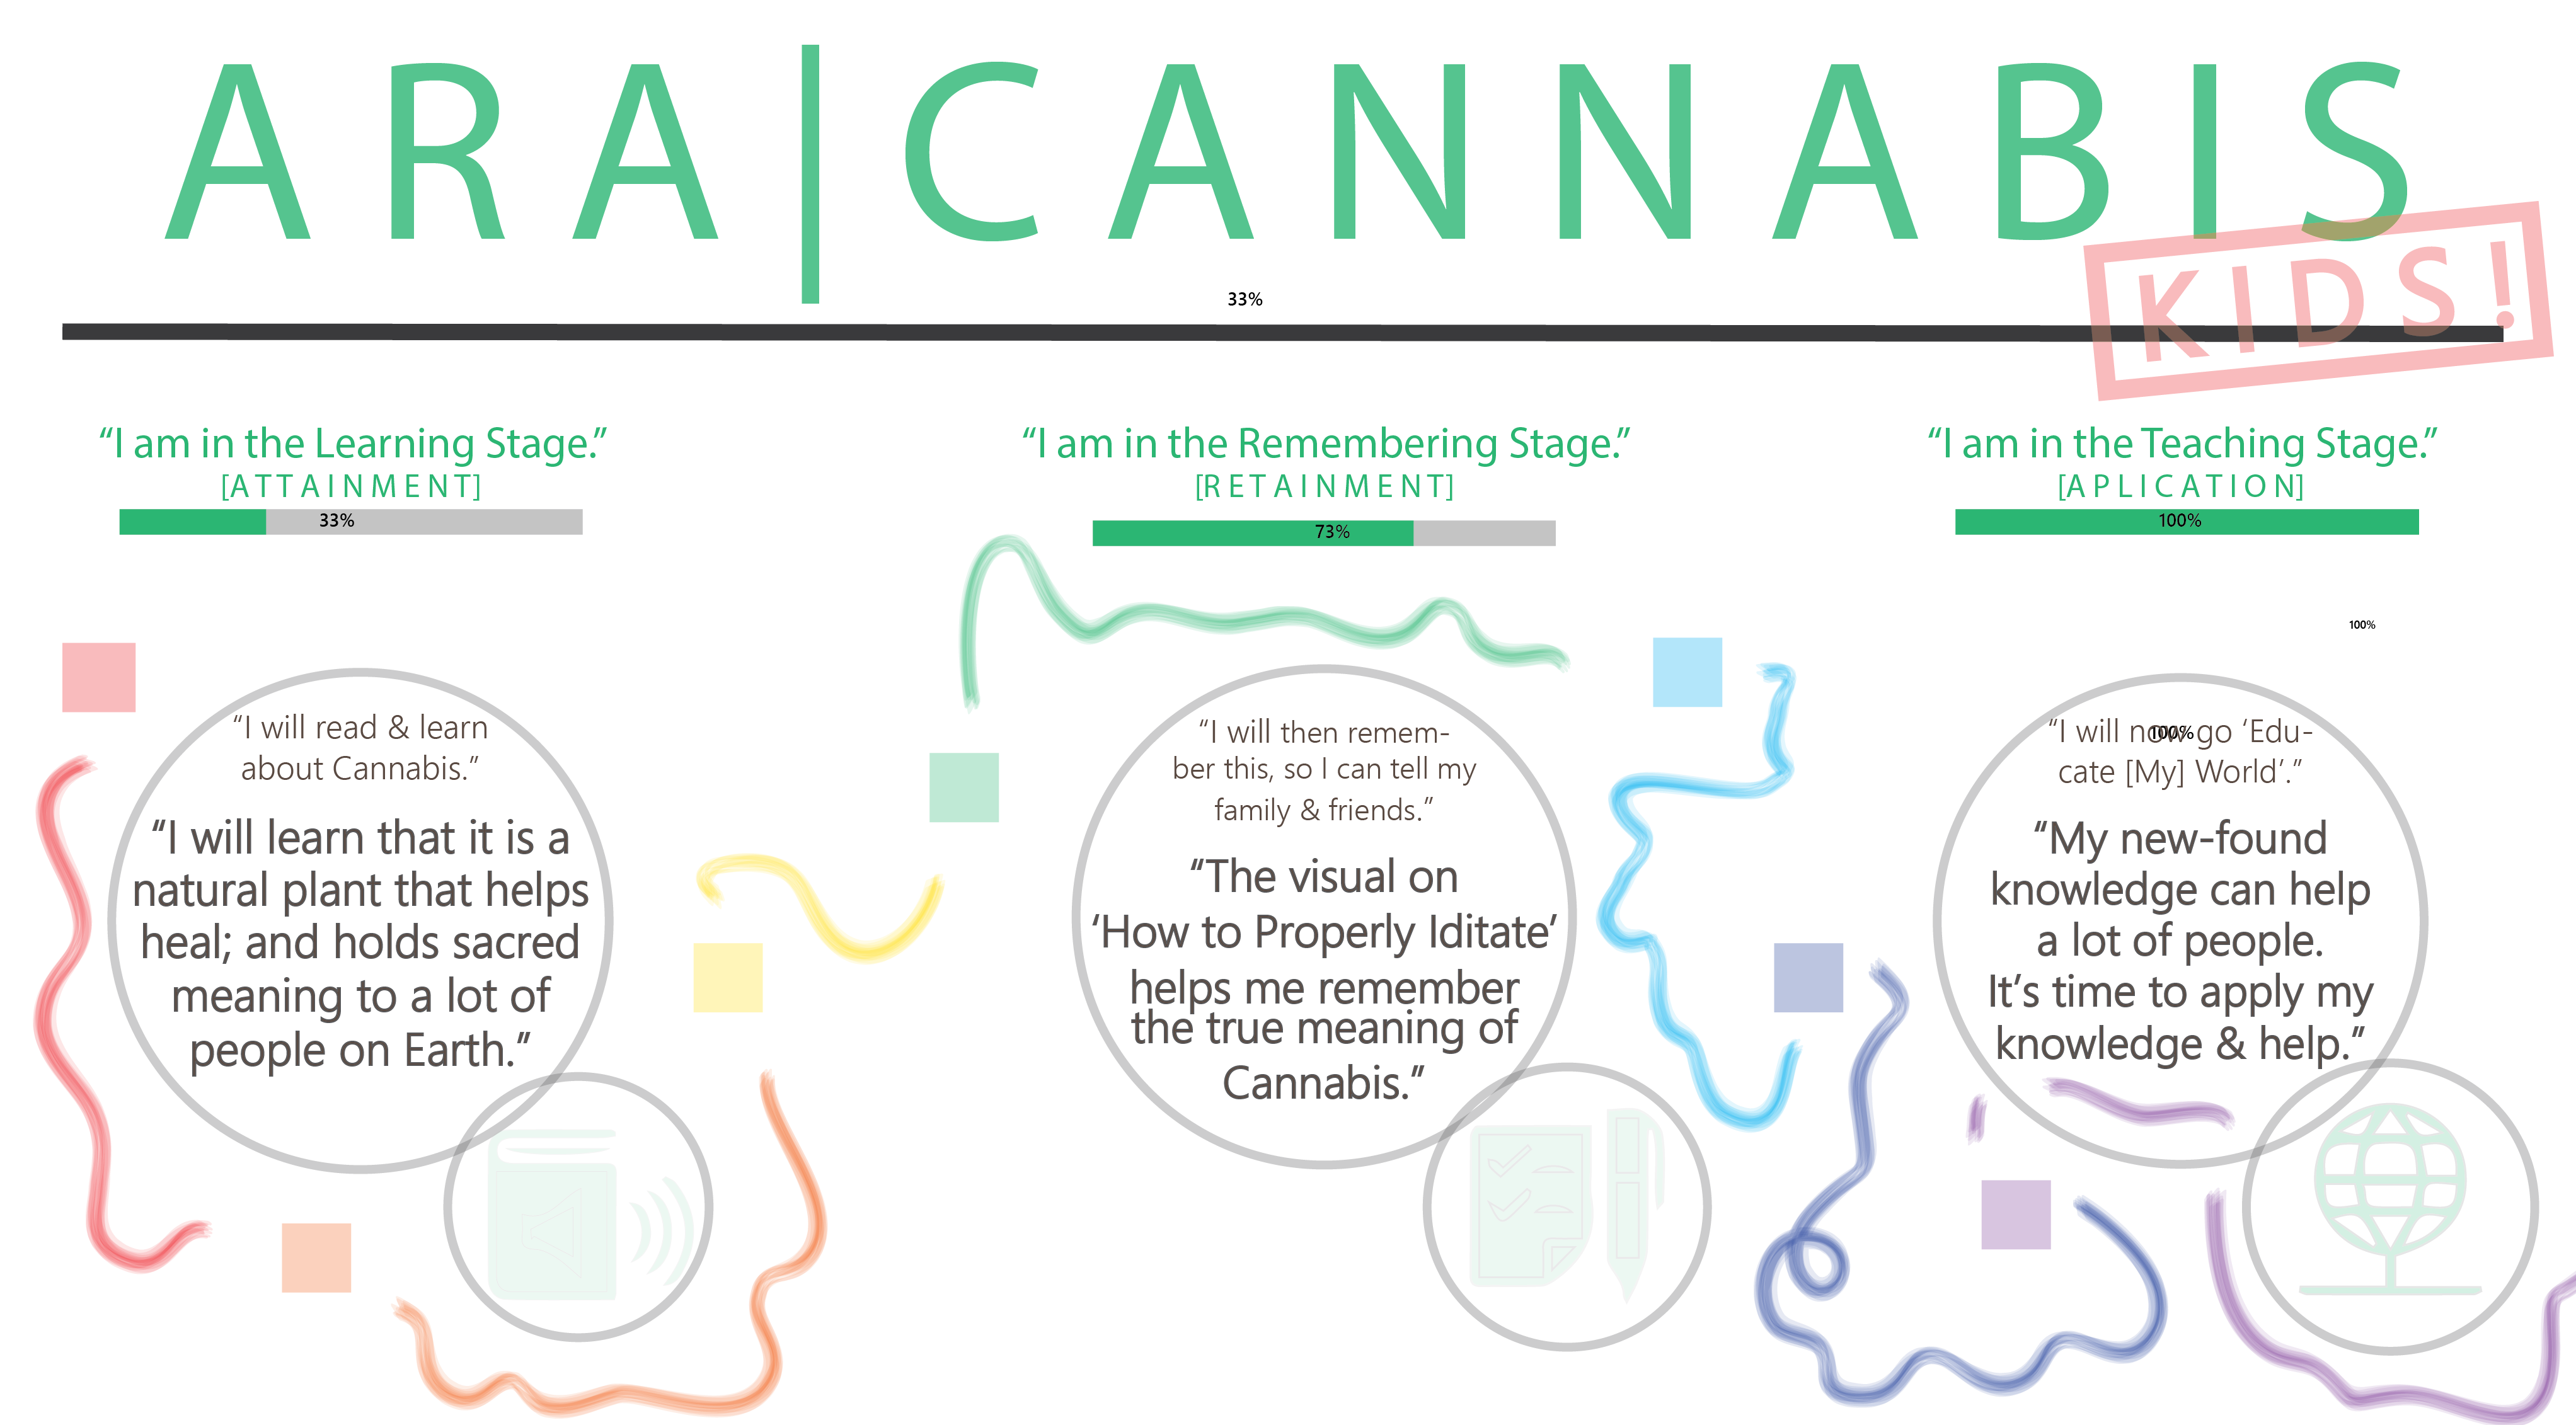 ARA|CANNABIS
KIDS!
33%
“I am in the Learning Stage.”
[ATTAINMENT]
33%
“I will read & learn
about Cannabis.”
“I will learn that it is a
natural plant that helps
heal; and holds sacred
meaning to a lot of
people on Earth.”
“I am in the Remembering Stage.”
[RETAINMENT]
73%
“I will then remem-
ber this, so I can tell my
family & friends.”
“The visual on
‘How to Properly Iditate’
helps me remember
the true meaning of
Cannabis.”
“I am in the Teaching Stage.”
[APLICATION]
100%
100%
“I will now go ‘Edu-
100%
cate [My] World’.”
“My new-found
knowledge can help
a lot of people.
It’s time to apply my
knowledge & help.”